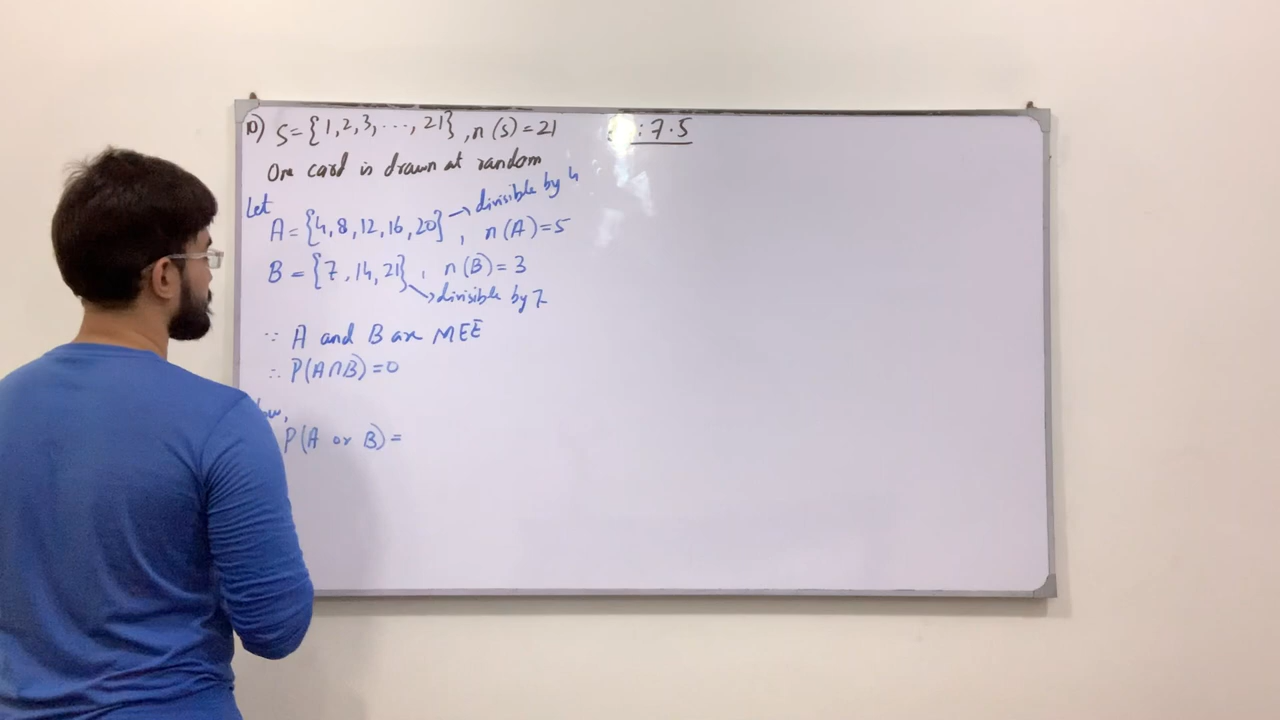 10) S={1,2,3,...,21}, n(S)=21
: 7.5
One card is drawn at random
Let
A={4,8,12,16,20} → divisible by 4
, n(A)=5
B={7,14,21}, n(B)=3
→ divisible by 7
∵ A and B are MEE
∴ P(A∩B)=0
P(A or B)=